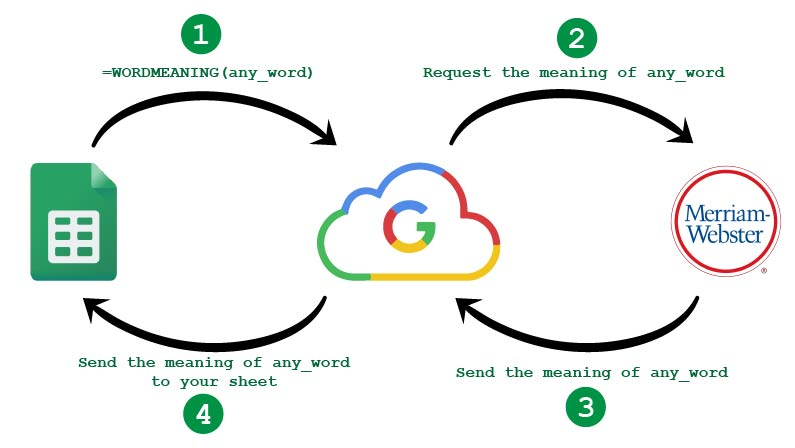 1
=WORDMEANING(any_word)
2
Request the meaning of any_word
G
Merriam-
Webster
®
Send the meaning of any_word
to your sheet
4
Send the meaning of any_word
3